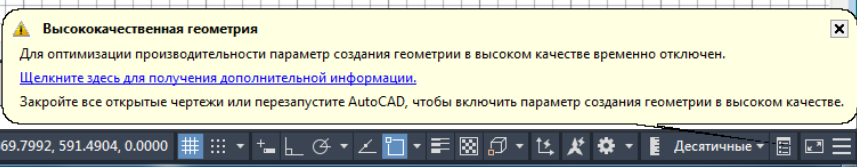 Высококачественная геометрия
Для оптимизации производительности параметр создания геометрии в высоком качестве временно отключен.
Щелкните здесь для получения дополнительной информации.
Закройте все открытые чертежи или перезапустите AutoCAD, чтобы включить параметр создания геометрии в высоком качестве.
69.7992, 591.4904, 0.0000 Десятичные